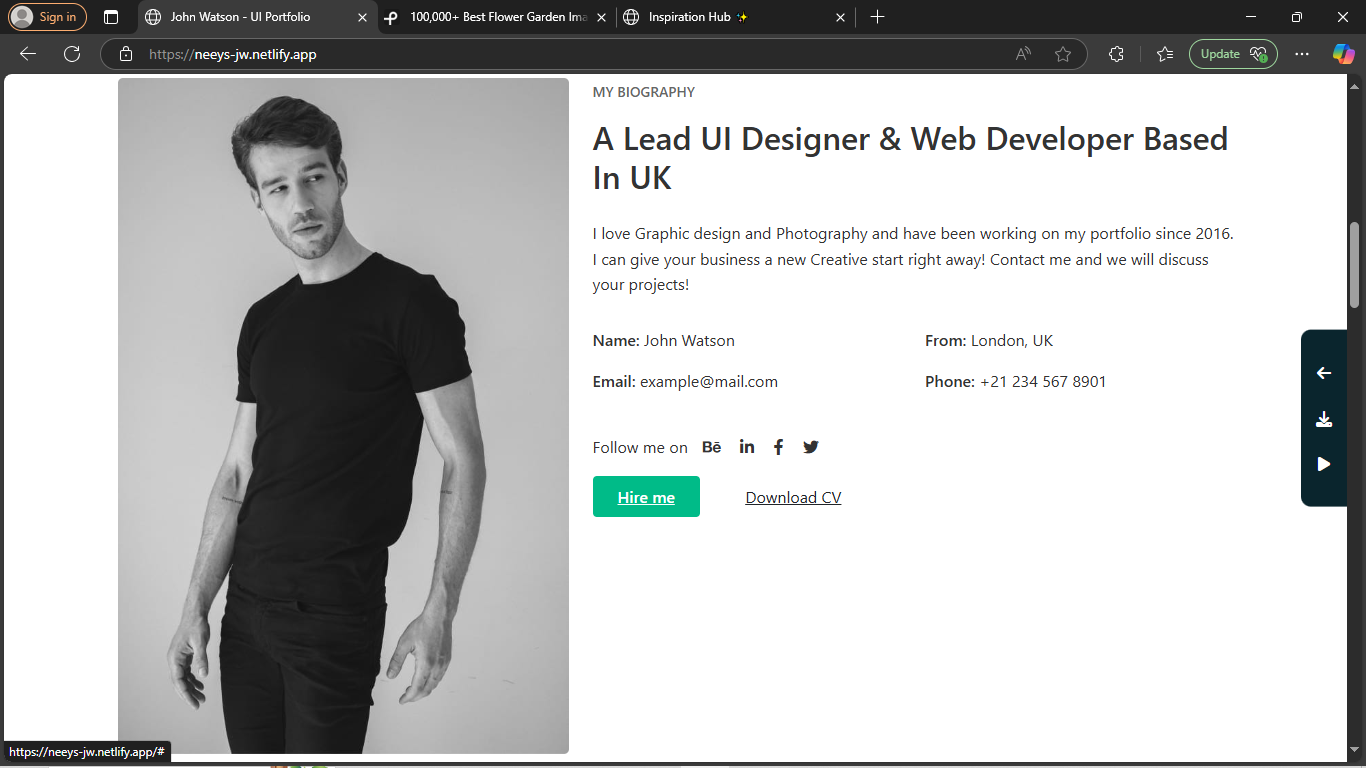 Sign in
John Watson - UI Portfolio
100,000+ Best Flower Garden Ima
Inspiration Hub ✨
https://neeys-jw.netlify.app
Update
MY BIOGRAPHY
A Lead UI Designer & Web Developer Based
In UK
I love Graphic design and Photography and have been working on my portfolio since 2016.
I can give your business a new Creative start right away! Contact me and we will discuss
your projects!
Name: John Watson
From: London, UK
Email: example@mail.com
Phone: +21 234 567 8901
Follow me on Bē in f
Hire me
Download CV
https://neeys-jw.netlify.app/#